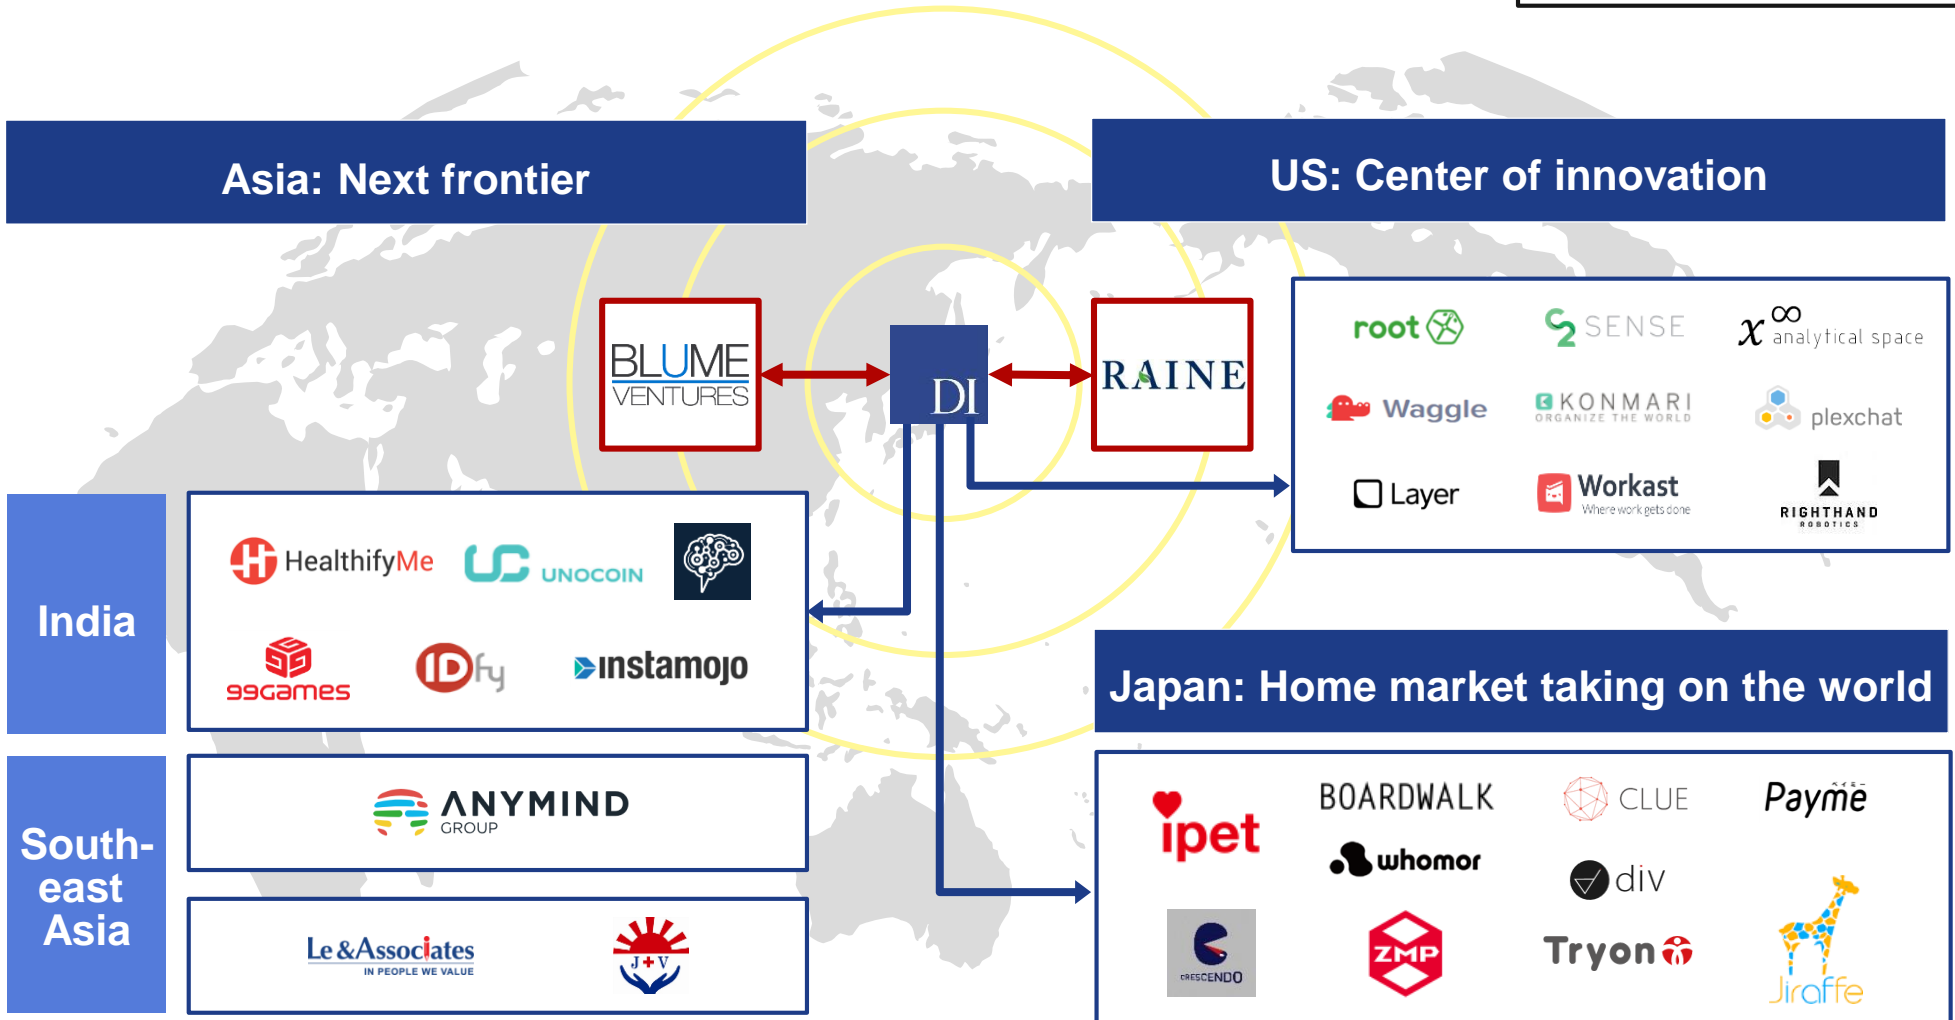 Asia: Next frontier
US: Center of innovation
BLUME
VENTURES
DI
RAINE
root
C2 SENSE
x∞ analytical space
Waggle
KONMARI
ORGANIZE THE WORLD
plexchat
Layer
Workast
Where work gets done
RIGHTHAND
ROBOTICS
India
HealthifyMe
UC UNOCOIN
99GAMES
IDfy
instamojo
South-
east
Asia
ANYMIND
GROUP
Le & Associates
IN PEOPLE WE VALUE
J+V
Japan: Home market taking on the world
ipet
BOARDWALK
CLUE
Payme
whomor
div
CRESCENDO
ZMP
Tryon
Jiraffe